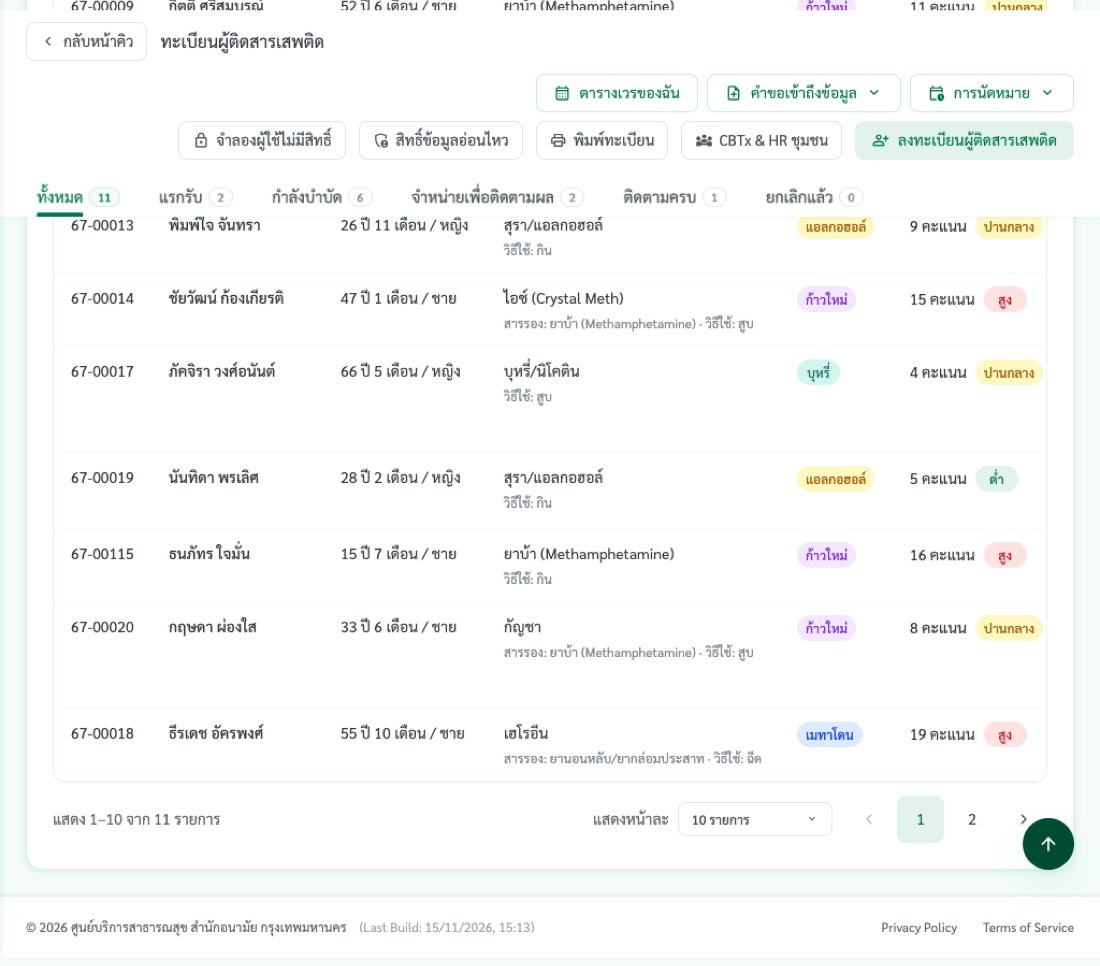 67-00009 กิตติ ศรีสมบูรณ์ 52 ปี 6 เดือน / ชาย ยาบ้า (Methamphetamine) ก้าวใหม่ 11 คะแนน ปานกลาง
กลับหน้าคิว ทะเบียนผู้ติดสารเสพติด
ตารางเวรของฉัน คำขอเข้าถึงข้อมูล การนัดหมาย
จำลองผู้ใช้ไม่มีสิทธิ์ สิทธิ์ข้อมูลอ่อนไหว พิมพ์ทะเบียน CBTx & HR ชุมชน ลงทะเบียนผู้ติดสารเสพติด
ทั้งหมด 11 แรกรับ 2 กำลังบำบัด 6 จำหน่ายเพื่อติดตามผล 2 ติดตามครบ 1 ยกเลิกแล้ว 0
67-00013 พิมพ์ใจ จันทรา 26 ปี 11 เดือน / หญิง สุรา/แอลกอฮอล์ แอลกอฮอล์ 9 คะแนน ปานกลาง
วิธีใช้: กิน
67-00014 ชัยวัฒน์ ก้องเกียรติ 47 ปี 1 เดือน / ชาย ไอซ์ (Crystal Meth) ก้าวใหม่ 15 คะแนน สูง
สารรอง: ยาบ้า (Methamphetamine) · วิธีใช้: สูบ
67-00017 ภัคจิรา วงศ์อนันต์ 66 ปี 5 เดือน / หญิง บุหรี่/นิโคติน บุหรี่ 4 คะแนน ปานกลาง
วิธีใช้: สูบ
67-00019 นันทิดา พรเลิศ 28 ปี 2 เดือน / หญิง สุรา/แอลกอฮอล์ แอลกอฮอล์ 5 คะแนน ต่ำ
วิธีใช้: กิน
67-00115 ธนภัทร ใจมั่น 15 ปี 7 เดือน / ชาย ยาบ้า (Methamphetamine) ก้าวใหม่ 16 คะแนน สูง
วิธีใช้: กิน
67-00020 กฤษดา ผ่องใส 33 ปี 6 เดือน / ชาย กัญชา ก้าวใหม่ 8 คะแนน ปานกลาง
สารรอง: ยาบ้า (Methamphetamine) · วิธีใช้: สูบ
67-00018 ธีรเดช อัครพงศ์ 55 ปี 10 เดือน / ชาย เฮโรอีน เมทาโดน 19 คะแนน สูง
สารรอง: ยานอนหลับ/ยากล่อมประสาท · วิธีใช้: ฉีด
แสดง 1–10 จาก 11 รายการ แสดงหน้าละ 10 รายการ 1 2
© 2026 ศูนย์บริการสาธารณสุข สำนักอนามัย กรุงเทพมหานคร (Last Build: 15/11/2026, 15:13) Privacy Policy Terms of Service